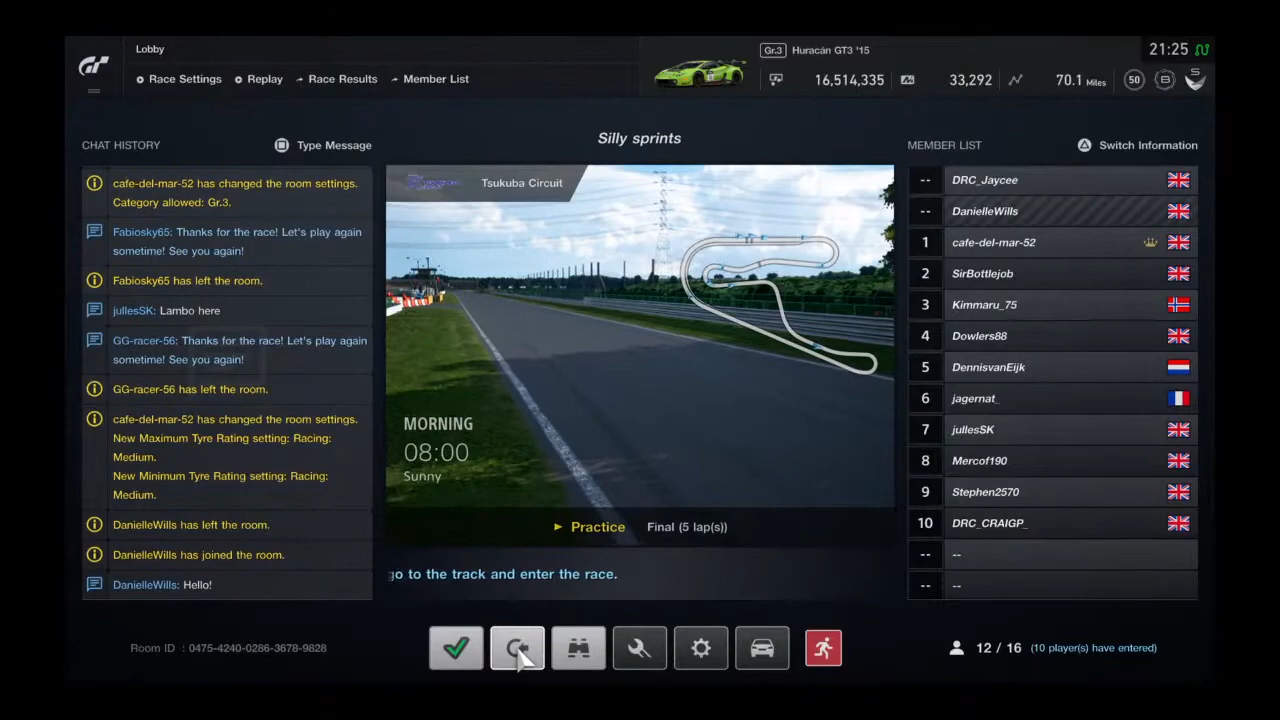 Lobby
Race Settings Replay Race Results Member List
Gr.3 Huracán GT3 '15
16,514,335 33,292 70.1 Miles 50 B S
21:25
Silly sprints
CHAT HISTORY Type Message
cafe-del-mar-52 has changed the room settings.
Category allowed: Gr.3.
Fabiosky65: Thanks for the race! Let's play again
sometime! See you again!
Fabiosky65 has left the room.
jullesSK: Lambo here
GG-racer-56: Thanks for the race! Let's play again
sometime! See you again!
GG-racer-56 has left the room.
cafe-del-mar-52 has changed the room settings.
New Maximum Tyre Rating setting: Racing:
Medium.
New Minimum Tyre Rating setting: Racing:
Medium.
DanielleWills has left the room.
DanielleWills has joined the room.
DanielleWills: Hello!
Tsukuba Circuit
MORNING
08:00
Sunny
Practice Final (5 lap(s))
go to the track and enter the race.
MEMBER LIST Switch Information
-- DRC_Jaycee
-- DanielleWills
1 cafe-del-mar-52
2 SirBottlejob
3 Kimmaru_75
4 Dowlers88
5 DennisvanEijk
6 jagernat_
7 jullesSK
8 Mercof190
9 Stephen2570
10 DRC_CRAIGP_
-- --
-- --
Room ID : 0475-4240-0286-3678-9828
12 / 16 (10 player(s) have entered)